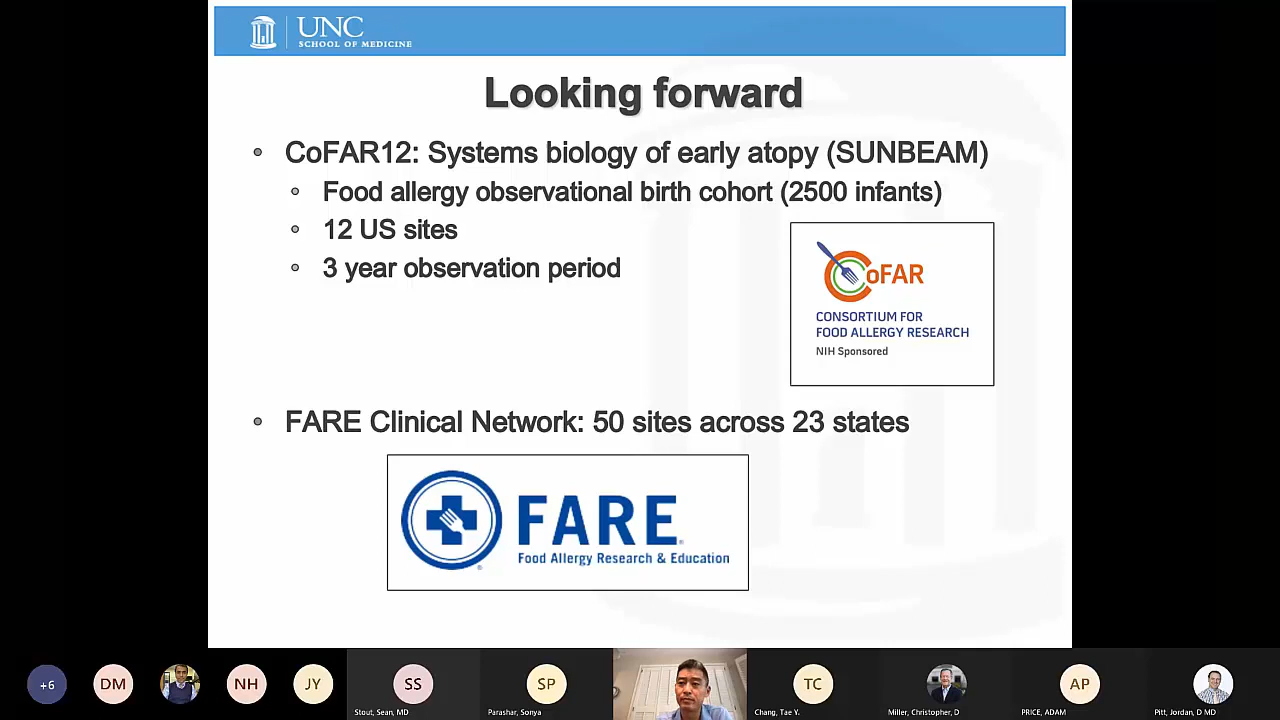 UNC
SCHOOL OF MEDICINE
Looking forward
• CoFAR12: Systems biology of early atopy (SUNBEAM)
• Food allergy observational birth cohort (2500 infants)
• 12 US sites
• 3 year observation period
CoFAR
CONSORTIUM FOR
FOOD ALLERGY RESEARCH
NIH Sponsored
• FARE Clinical Network: 50 sites across 23 states
FARE®
Food Allergy Research & Education
®
+6
DM
NH
JY
SS
SP
TC
AP
Stout, Sean, MD
Parashar, Sonya
Chang, Tae Y.
Miller, Christopher, D
PRICE, ADAM
Pitt, Jordan, D MD